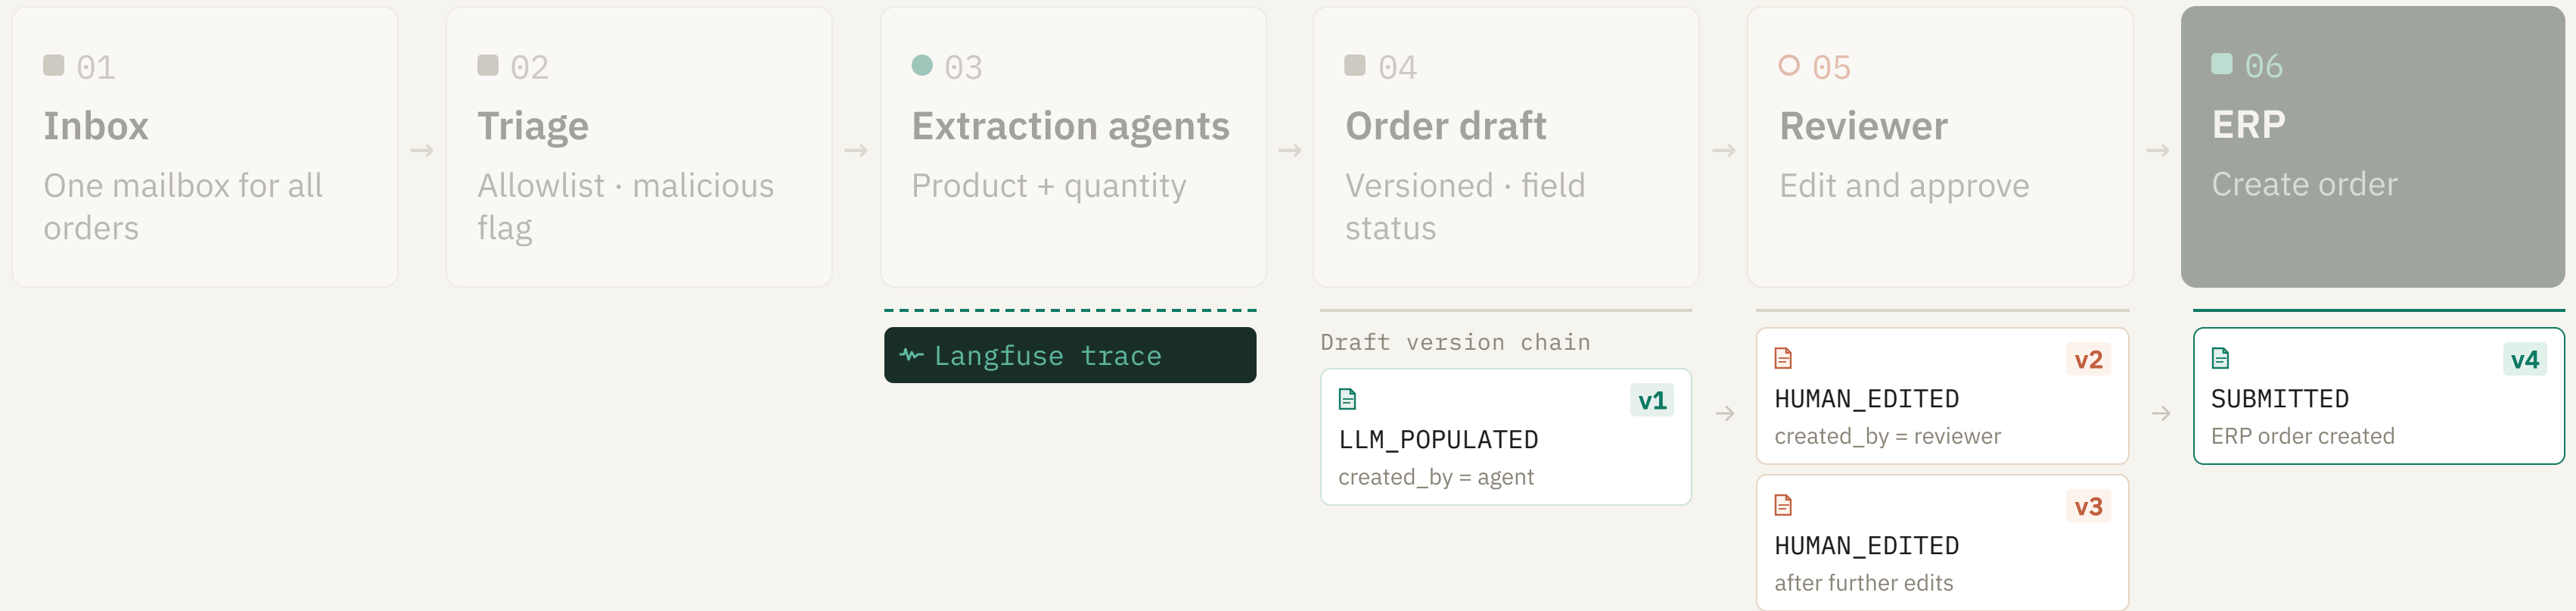 01
Inbox
One mailbox for all
orders
→
02
Triage
Allowlist · malicious
flag
→
03
Extraction agents
Product + quantity
→
04
Order draft
Versioned · field
status
→
05
Reviewer
Edit and approve
→
06
ERP
Create order
Langfuse trace
Draft version chain
v1
LLM_POPULATED
created_by = agent
→
v2
HUMAN_EDITED
created_by = reviewer
v3
HUMAN_EDITED
after further edits
→
v4
SUBMITTED
ERP order created